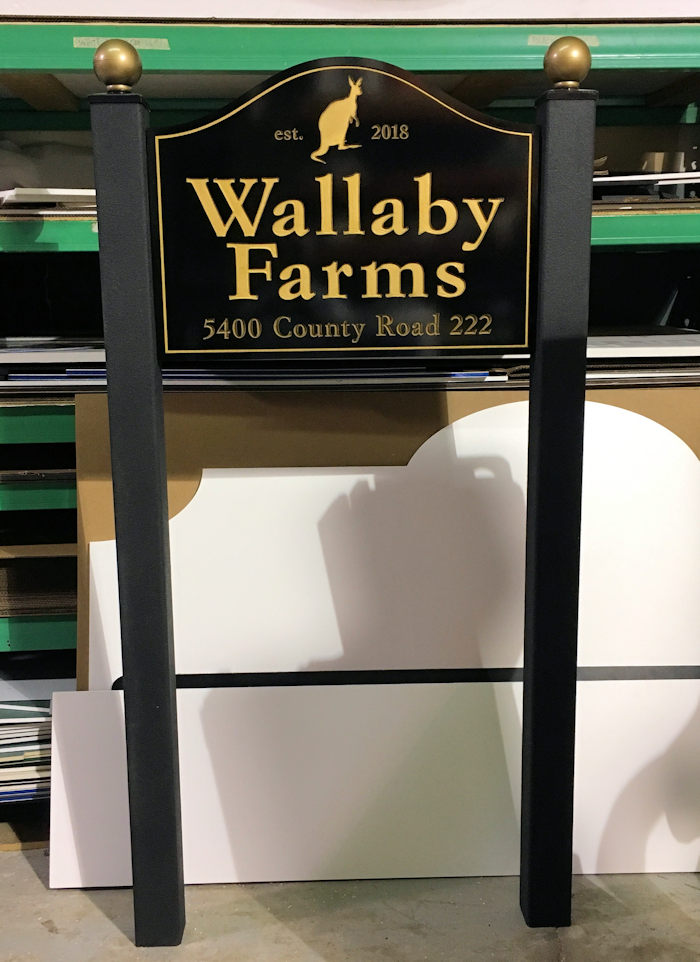 est. 2018
Wallaby
Farms
5400 County Road 222